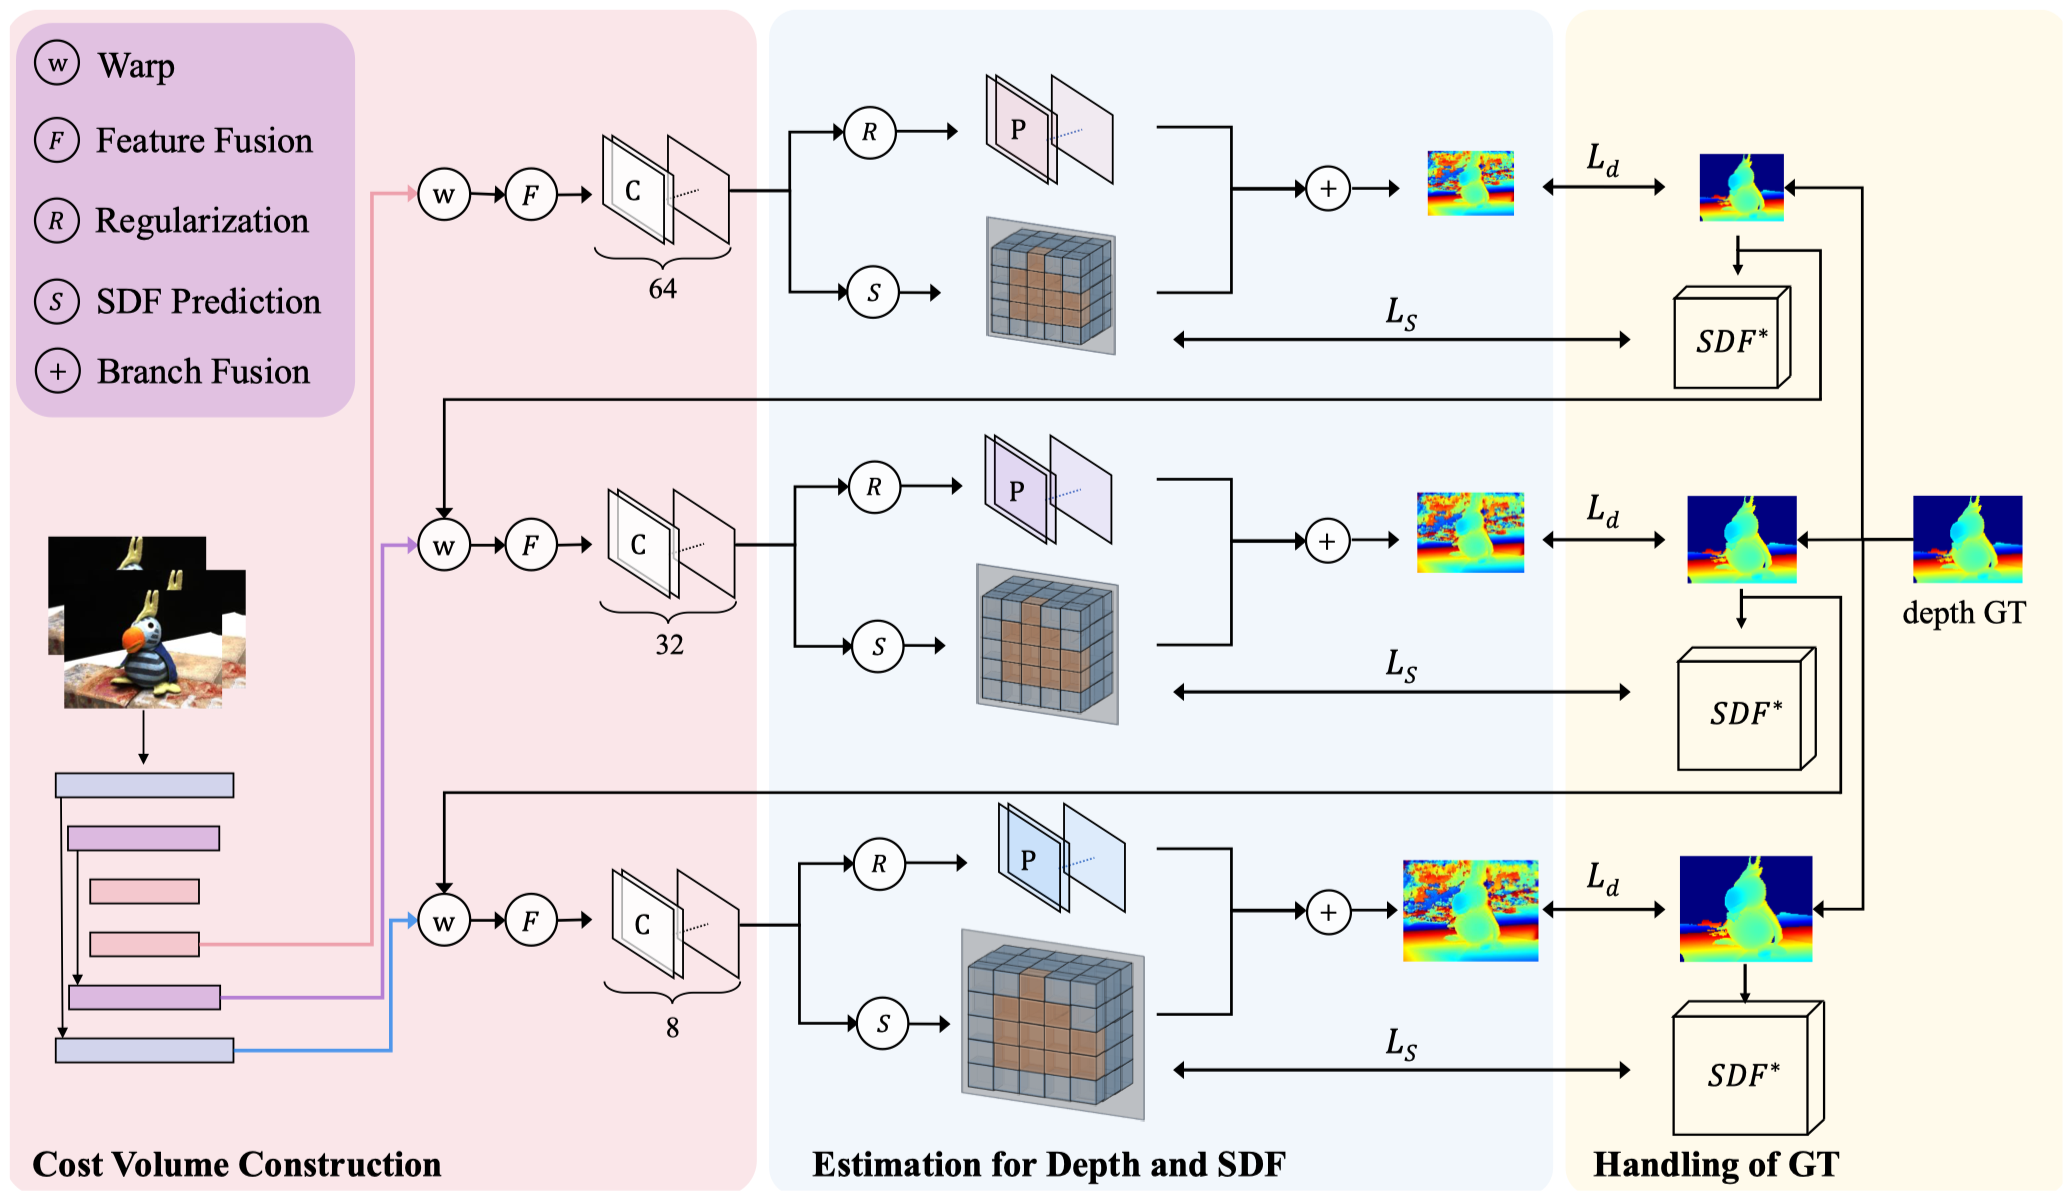 w Warp
F Feature Fusion
R Regularization
S SDF Prediction
+ Branch Fusion
w F C 64
R P
S
+
L_d
L_S
SDF*
w F C 32
R P
S
+
L_d
L_S
SDF*
depth GT
w F C 8
R P
S
+
L_d
L_S
SDF*
Cost Volume Construction
Estimation for Depth and SDF
Handling of GT